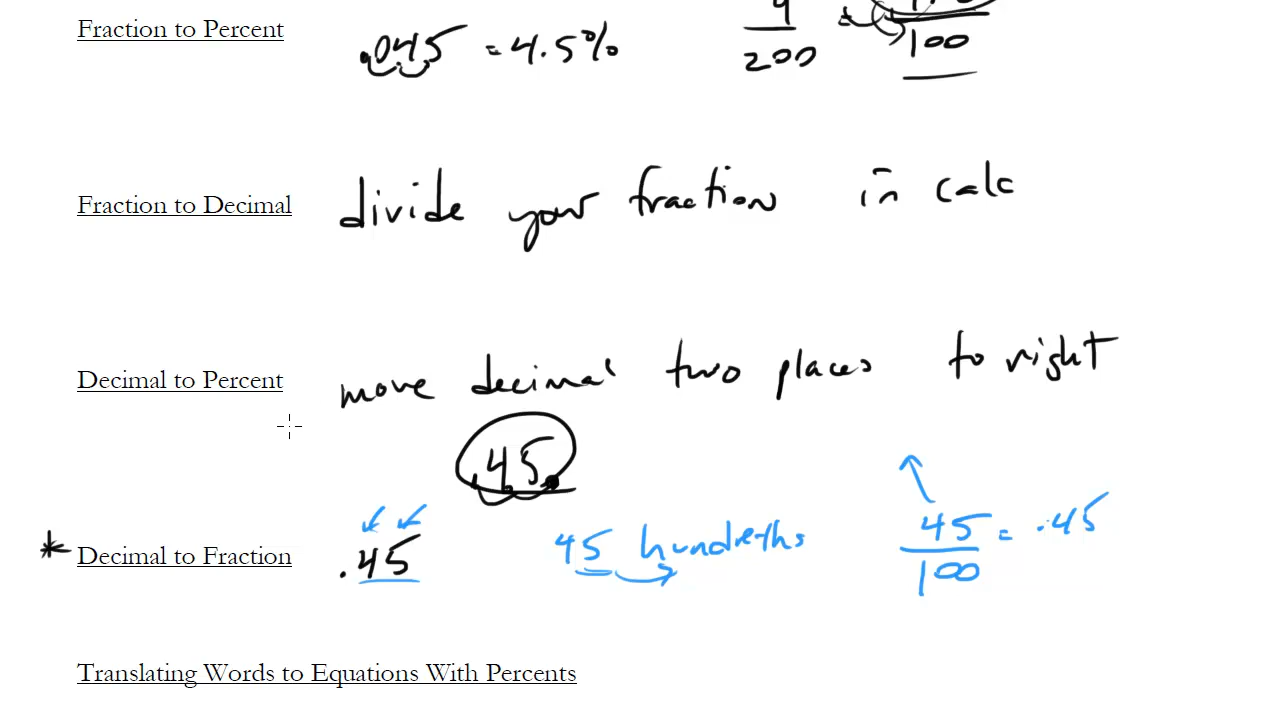 Fraction to Percent
.045 = 4.5%
9
200
100
Fraction to Decimal divide your fraction in calc
Decimal to Percent move decimal two places to right
.45.
* Decimal to Fraction .45 45 hundreths 45 = .45
100
Translating Words to Equations With Percents